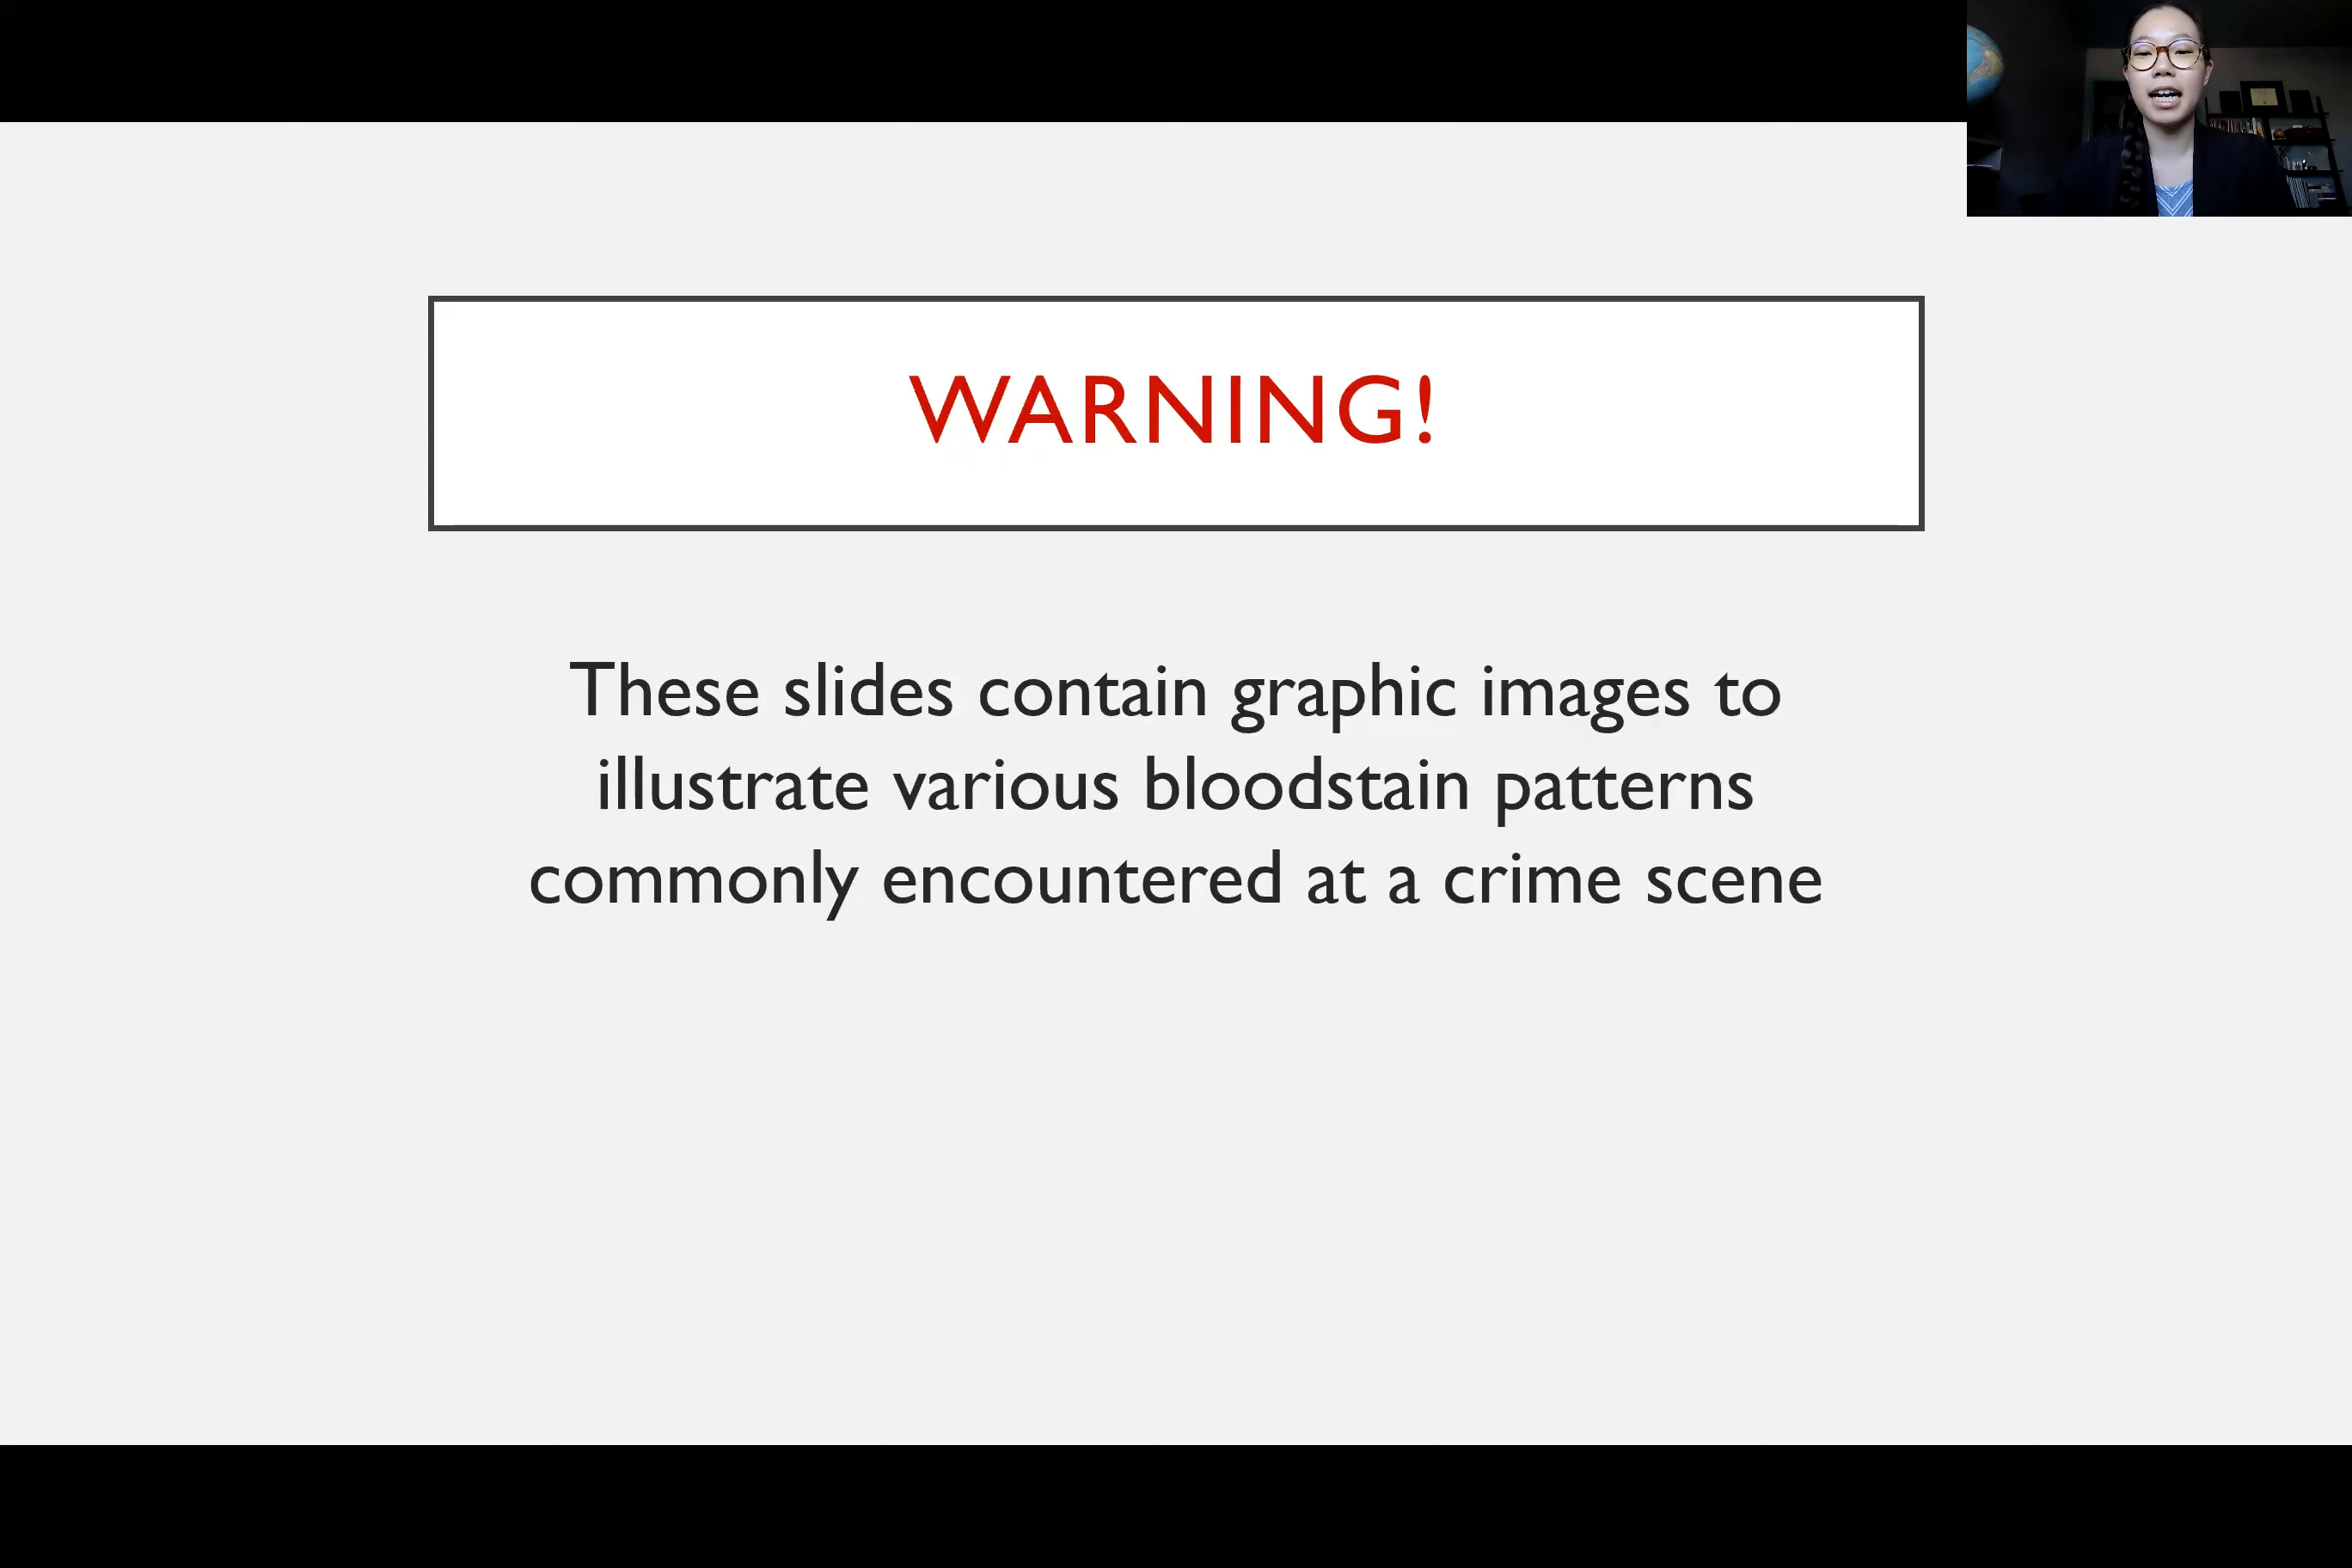 WARNING!
These slides contain graphic images to
illustrate various bloodstain patterns
commonly encountered at a crime scene